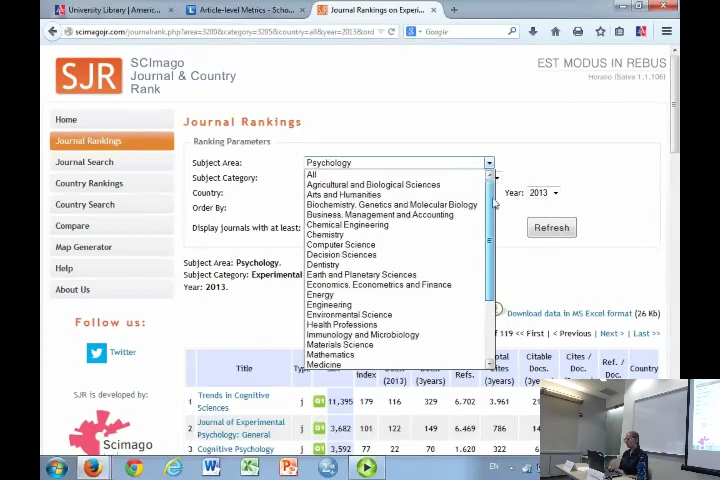 University Library | Americ...
Article-level Metrics - Scho...
Journal Rankings on Experime...
scimagojr.com/journalrank.php?area=3200&category=3205&country=all&year=2013&ord
Google
SJR
SCImago
Journal & Country
Rank
EST MODUS IN REBUS
Horatio (Satire 1,1,106)
Home
Journal Rankings
Journal Search
Country Rankings
Country Search
Compare
Map Generator
Help
About Us
Follow us:
Twitter
SJR is developed by:
Scimago
Journal Rankings
Ranking Parameters
Subject Area:
Psychology
Subject Category:
Country:
Year: 2013
Order By:
Display journals with at least:
Refresh
All
Agricultural and Biological Sciences
Arts and Humanities
Biochemistry, Genetics and Molecular Biology
Business, Management and Accounting
Chemical Engineering
Chemistry
Computer Science
Decision Sciences
Dentistry
Earth and Planetary Sciences
Economics, Econometrics and Finance
Energy
Engineering
Environmental Science
Health Professions
Immunology and Microbiology
Materials Science
Mathematics
Medicine
Subject Area: Psychology.
Subject Category: Experimental
Year: 2013.
Download data in MS Excel format (26 Kb)
of 119 << First < Previous | Next > Last >>
Title
Index
(2013)
(3years)
Refs.
Total
Cites
(3years)
Citable
Docs.
(3years)
Cites /
Doc.
Ref. /
Doc.
Country
1 Trends in Cognitive
Sciences
j Q1 11,395 179 116 329 6.702 3.961
2 Journal of Experimental
Psychology: General
j Q1 3,682 122 149 6.469 786
3 Cognitive Psychology j Q1 3,592 77 22 70 1.620 322
EN